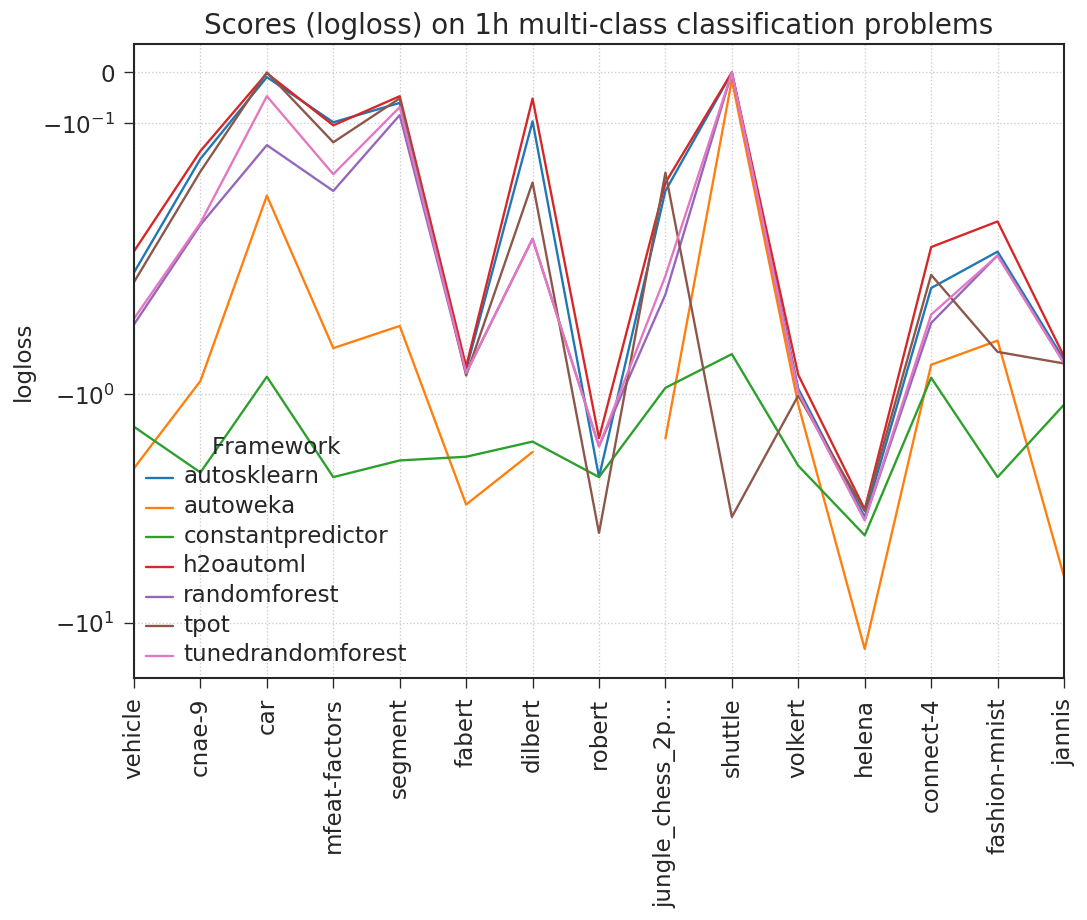 Scores (logloss) on 1h multi-class classification problems
0
−10⁻¹
−10⁰
−10¹
logloss
Framework
autosklearn
autoweka
constantpredictor
h2oautoml
randomforest
tpot
tunedrandomforest
vehicle
cnae-9
car
mfeat-factors
segment
fabert
dilbert
robert
jungle_chess_2p...
shuttle
volkert
helena
connect-4
fashion-mnist
jannis